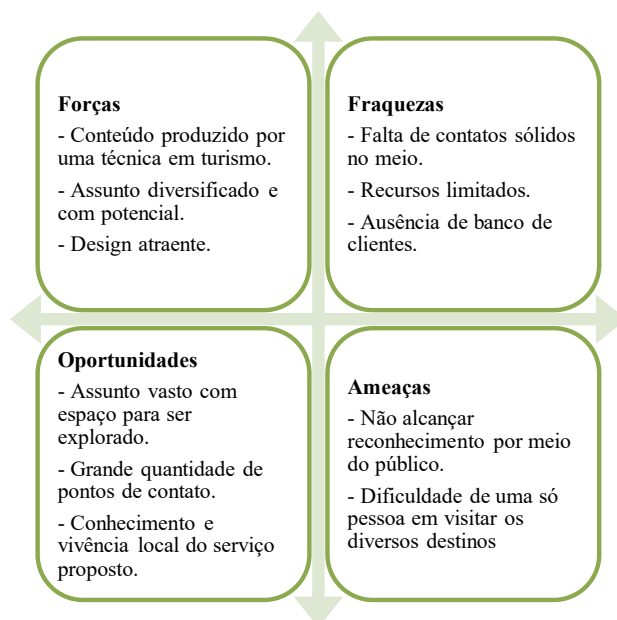 Forças
- Conteúdo produzido por
uma técnica em turismo.
- Assunto diversificado e
com potencial.
- Design atraente.
Fraquezas
- Falta de contatos sólidos
no meio.
- Recursos limitados.
- Ausência de banco de
clientes.
Oportunidades
- Assunto vasto com
espaço para ser
explorado.
- Grande quantidade de
pontos de contato.
- Conhecimento e
vivência local do serviço
proposto.
Ameaças
- Não alcançar
reconhecimento por meio
do público.
- Dificuldade de uma só
pessoa em visitar os
diversos destinos